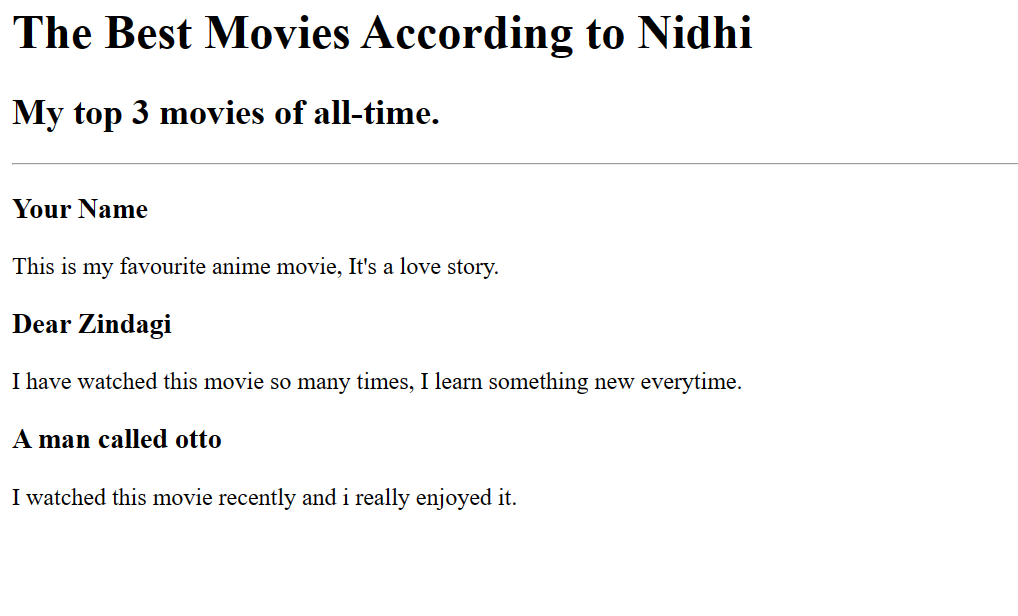 The Best Movies According to Nidhi
My top 3 movies of all-time.
Your Name
This is my favourite anime movie, It's a love story.
Dear Zindagi
I have watched this movie so many times, I learn something new everytime.
A man called otto
I watched this movie recently and i really enjoyed it.